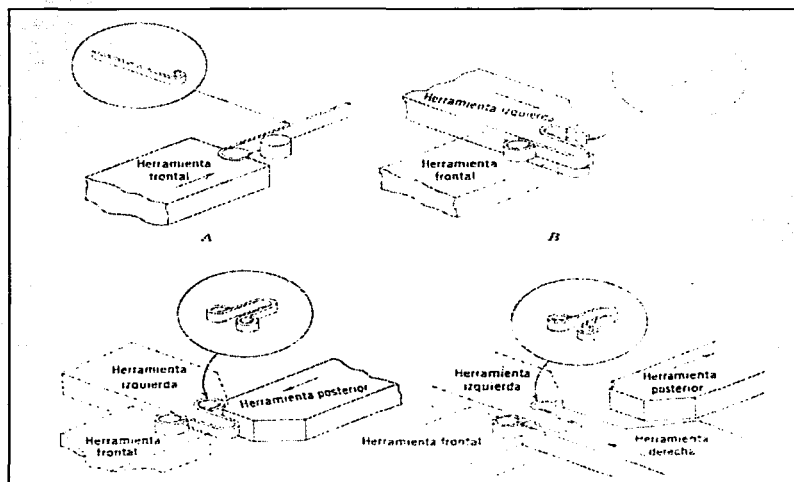 Herramienta
frontal
A
Herramienta izquierda
Herramienta
frontal
B
Herramienta
izquierda
Herramienta posterior
Herramienta
frontal
Herramienta
izquierda
Herramienta
posterior
Herramienta frontal
Herramienta
derecha